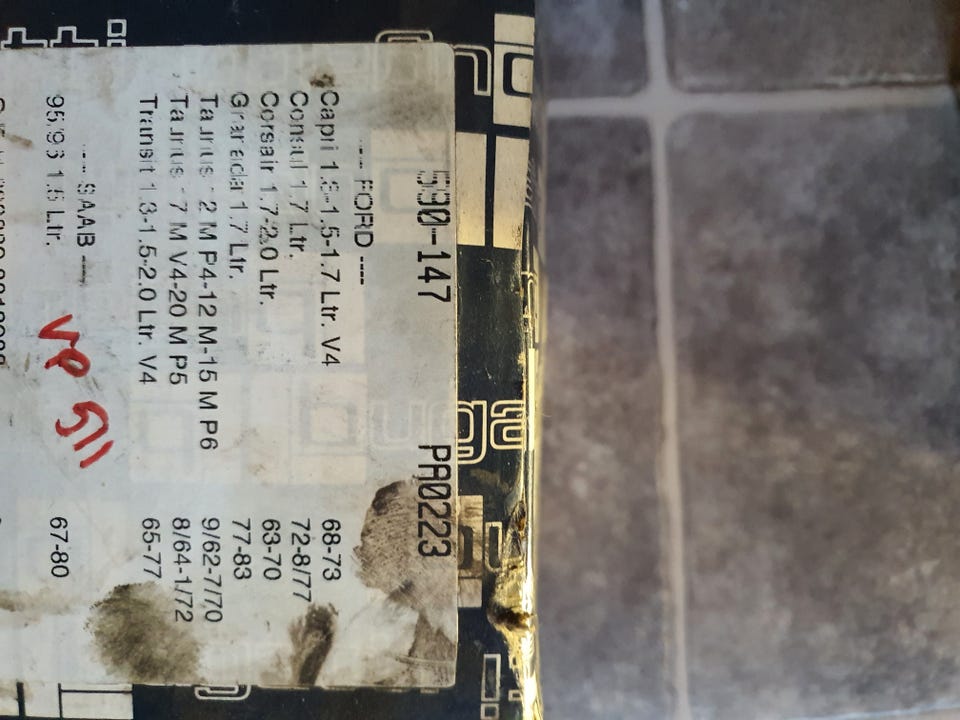 590-147 PA0223
--- FORD ----
Capri 1.3-1.5-1.7 Ltr. V4 68-73
Consul 1.7 Ltr. 72-8/77
Corsair 1.7-2.0 Ltr. 63-70
Granada 1.7 Ltr. 77-83
Taunus 12 M P4-12 M-15 M P6 9/62-7/70
Taunus 17 M V4-20 M P5 8/64-1/72
Transit 1.3-1.5-2.0 Ltr. V4 65-77
--- SAAB ----
95/96 1.5 Ltr. 67-80
VP 511
uga